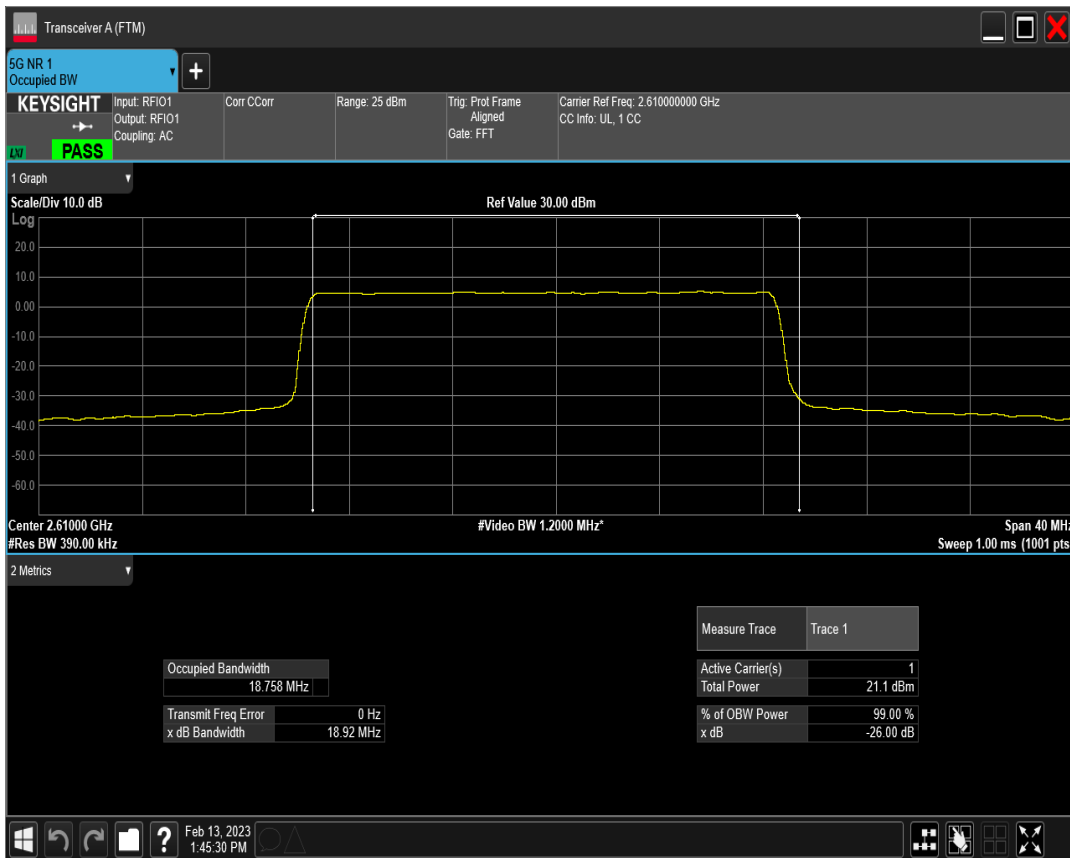 Transceiver A (FTM)
5G NR 1
Occupied BW
+
KEYSIGHT
LXI
PASS
Input: RFIO1
Output: RFIO1
Coupling: AC
Corr CCorr
Range: 25 dBm
Trig: Prot Frame
Aligned
Gate: FFT
Carrier Ref Freq: 2.610000000 GHz
CC Info: UL, 1 CC
1 Graph
Scale/Div 10.0 dB
Ref Value 30.00 dBm
Log
20.0
10.0
0.00
-10.0
-20.0
-30.0
-40.0
-50.0
-60.0
Center 2.61000 GHz
#Video BW 1.2000 MHz*
Span 40 MHz
#Res BW 390.00 kHz
Sweep 1.00 ms (1001 pts
2 Metrics
Measure Trace Trace 1
Occupied Bandwidth
18.758 MHz
Active Carrier(s) 1
Total Power 21.1 dBm
Transmit Freq Error 0 Hz
x dB Bandwidth 18.92 MHz
% of OBW Power 99.00 %
x dB -26.00 dB
?
Feb 13, 2023
1:45:30 PM